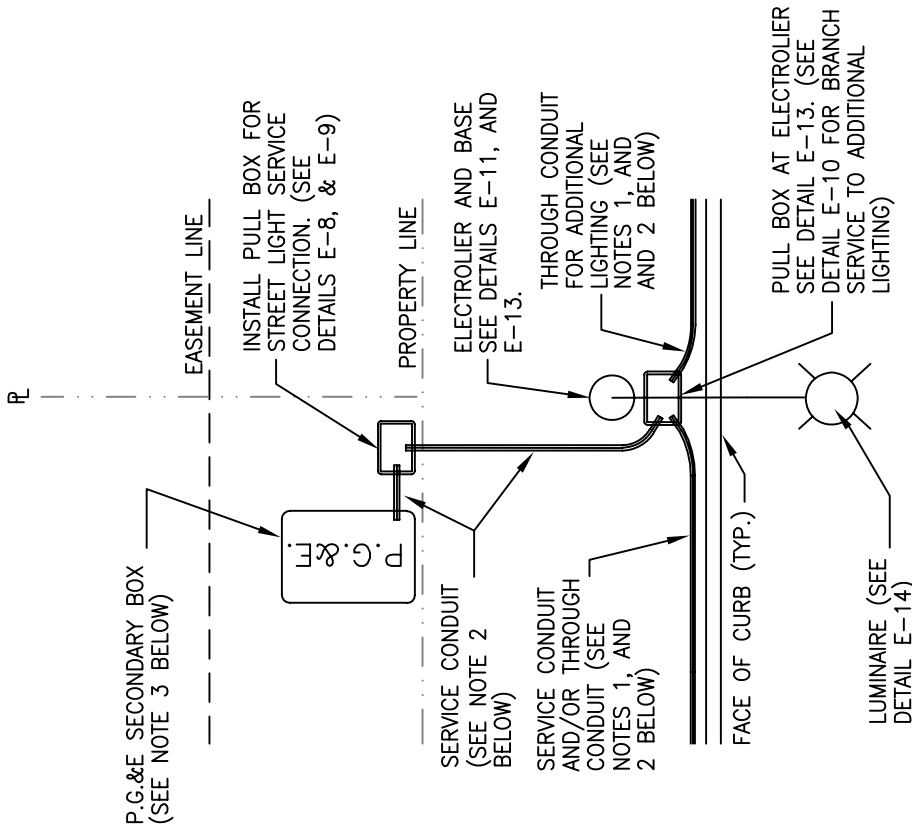 P.G.&E SECONDARY BOX
(SEE NOTE 3 BELOW)
PL
EASEMENT LINE
INSTALL PULL BOX FOR
STREET LIGHT SERVICE
CONNECTION. (SEE
DETAILS E-8, & E-9)
P.G.&E.
PROPERTY LINE
SERVICE CONDUIT
(SEE NOTE 2
BELOW)
ELECTROLIER AND BASE
SEE DETAILS E-11, AND
E-13.
SERVICE CONDUIT
AND/OR THROUGH
CONDUIT (SEE
NOTES 1, AND
2 BELOW)
THROUGH CONDUIT
FOR ADDITIONAL
LIGHTING (SEE
NOTES 1, AND
AND 2 BELOW)
FACE OF CURB (TYP.)
PULL BOX AT ELECTROLIER
SEE DETAIL E-13. (SEE
DETAIL E-10 FOR BRANCH
SERVICE TO ADDITIONAL
LIGHTING)
LUMINAIRE (SEE
DETAIL E-14)